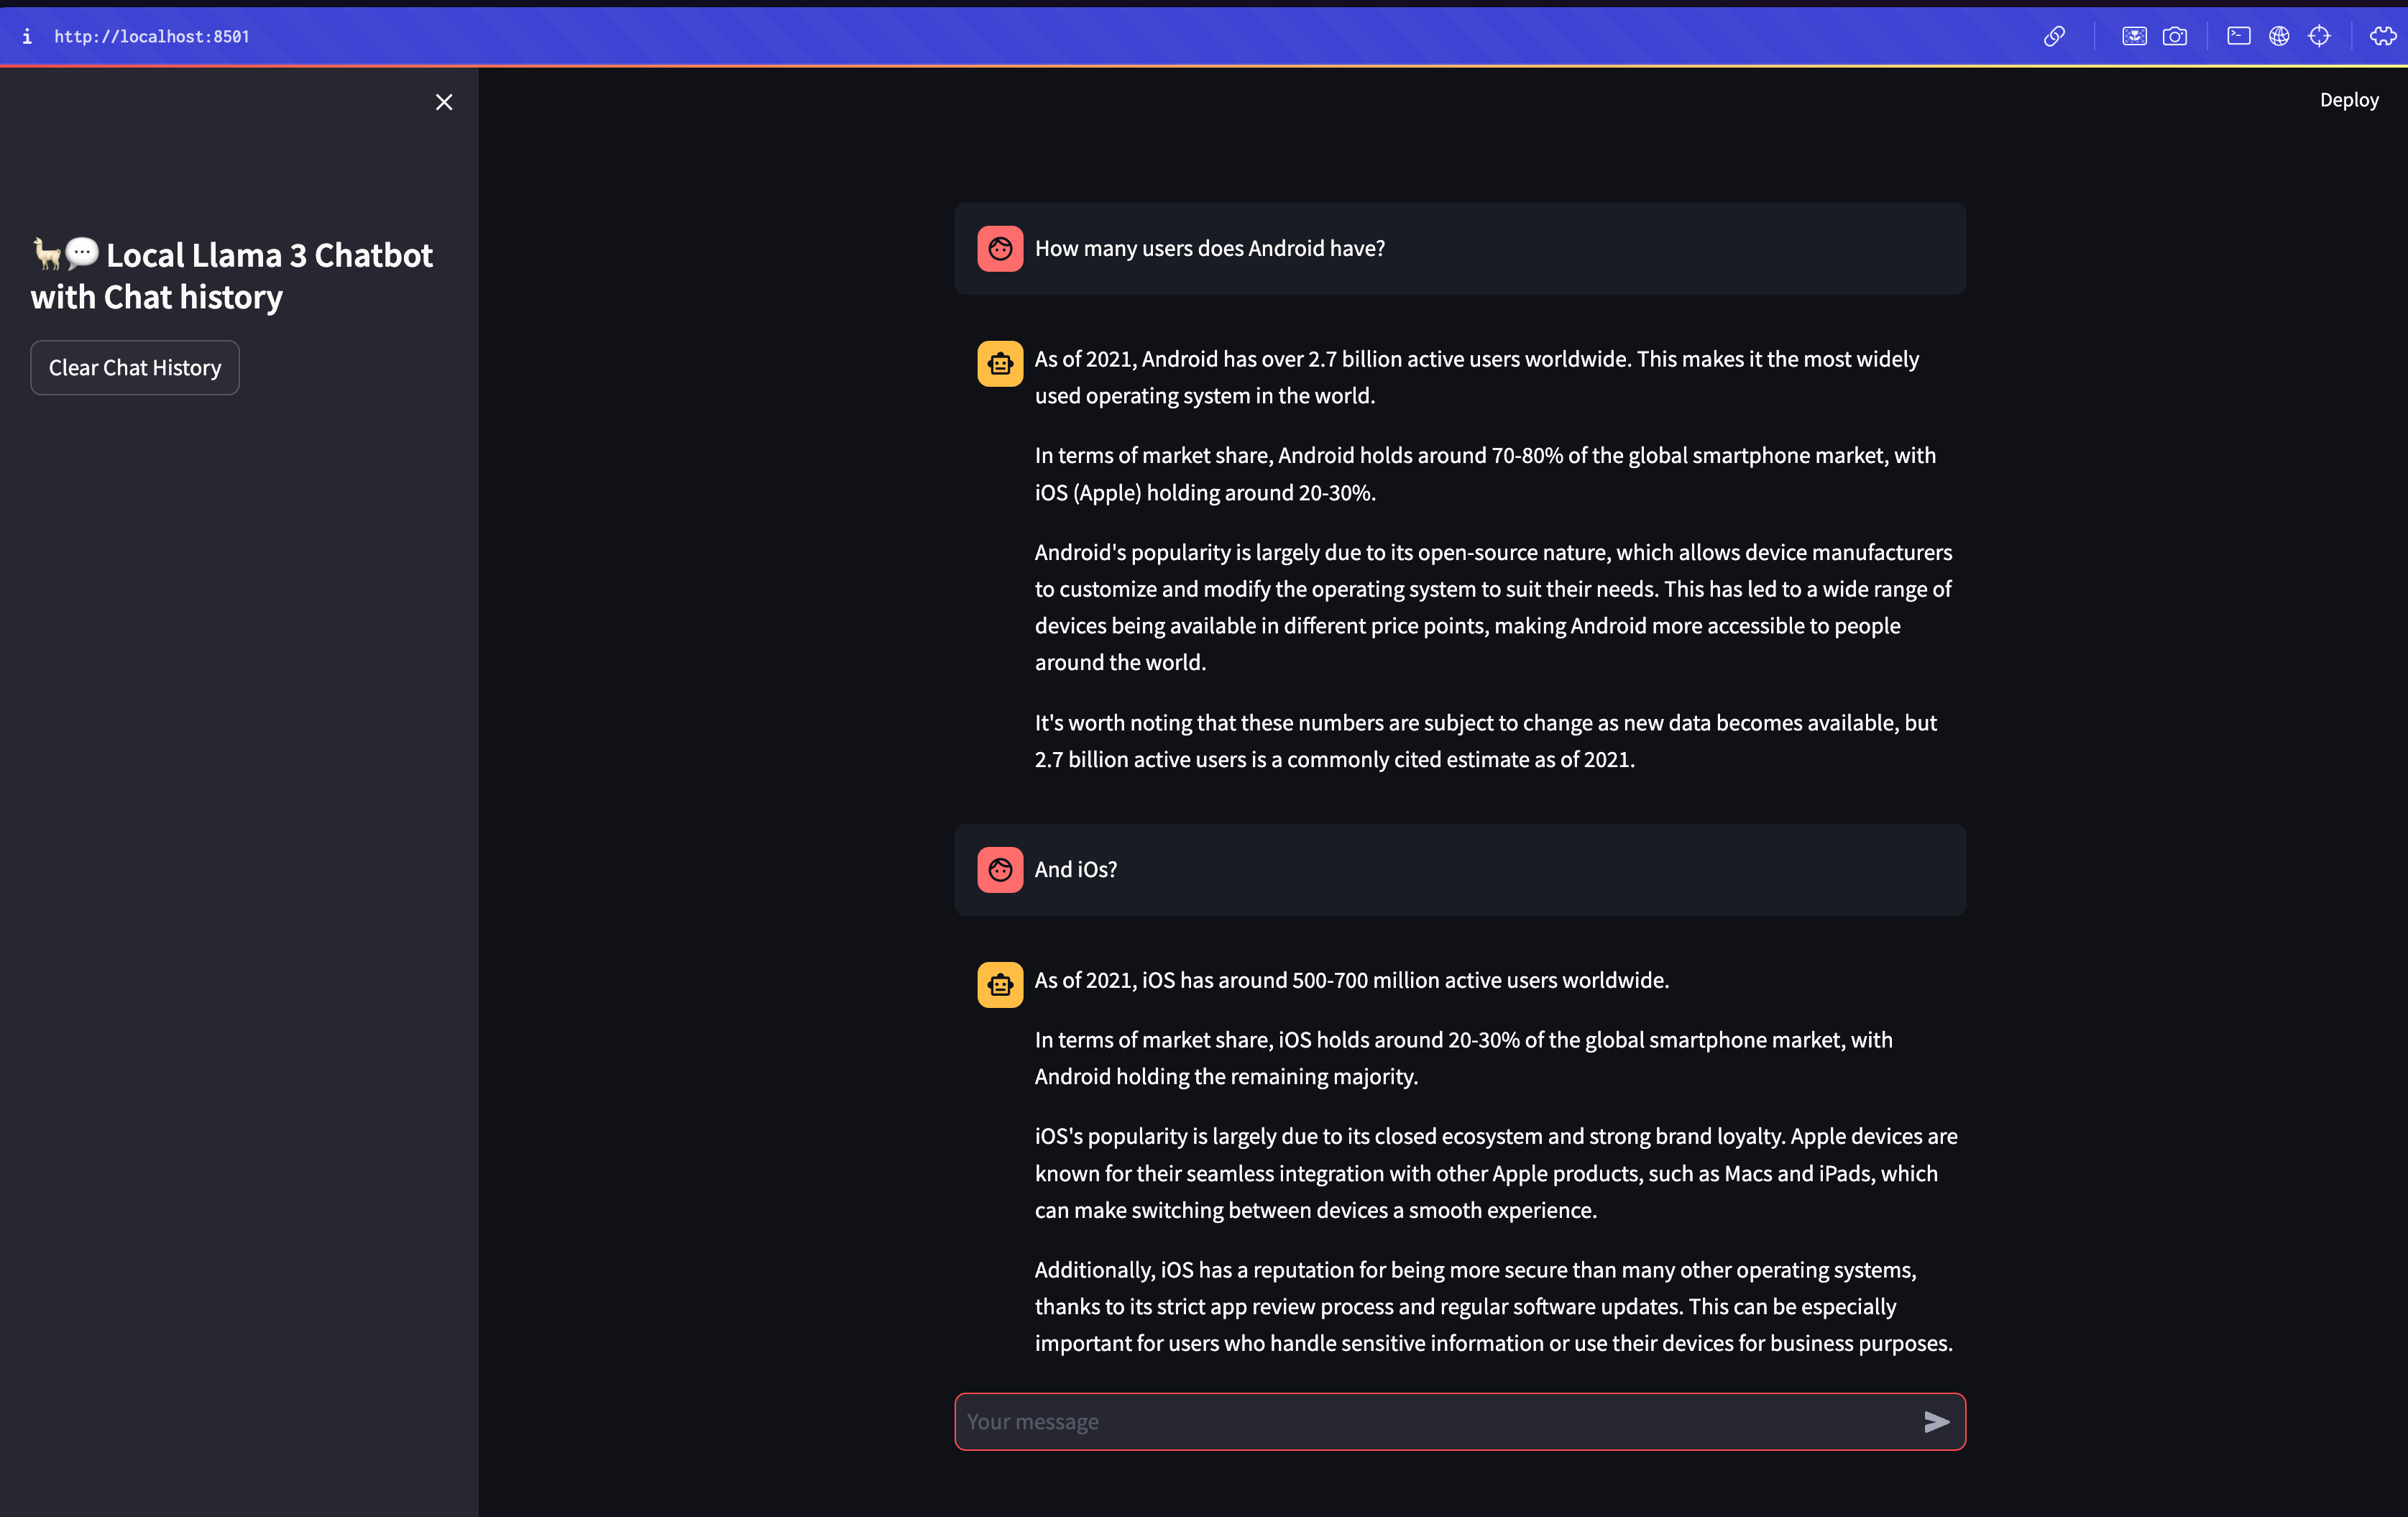 i http://localhost:8501
Deploy
🦙💬 Local Llama 3 Chatbot
with Chat history
Clear Chat History
How many users does Android have?
As of 2021, Android has over 2.7 billion active users worldwide. This makes it the most widely
used operating system in the world.
In terms of market share, Android holds around 70-80% of the global smartphone market, with
iOS (Apple) holding around 20-30%.
Android's popularity is largely due to its open-source nature, which allows device manufacturers
to customize and modify the operating system to suit their needs. This has led to a wide range of
devices being available in different price points, making Android more accessible to people
around the world.
It's worth noting that these numbers are subject to change as new data becomes available, but
2.7 billion active users is a commonly cited estimate as of 2021.
And iOs?
As of 2021, iOS has around 500-700 million active users worldwide.
In terms of market share, iOS holds around 20-30% of the global smartphone market, with
Android holding the remaining majority.
iOS's popularity is largely due to its closed ecosystem and strong brand loyalty. Apple devices are
known for their seamless integration with other Apple products, such as Macs and iPads, which
can make switching between devices a smooth experience.
Additionally, iOS has a reputation for being more secure than many other operating systems,
thanks to its strict app review process and regular software updates. This can be especially
important for users who handle sensitive information or use their devices for business purposes.
Your message